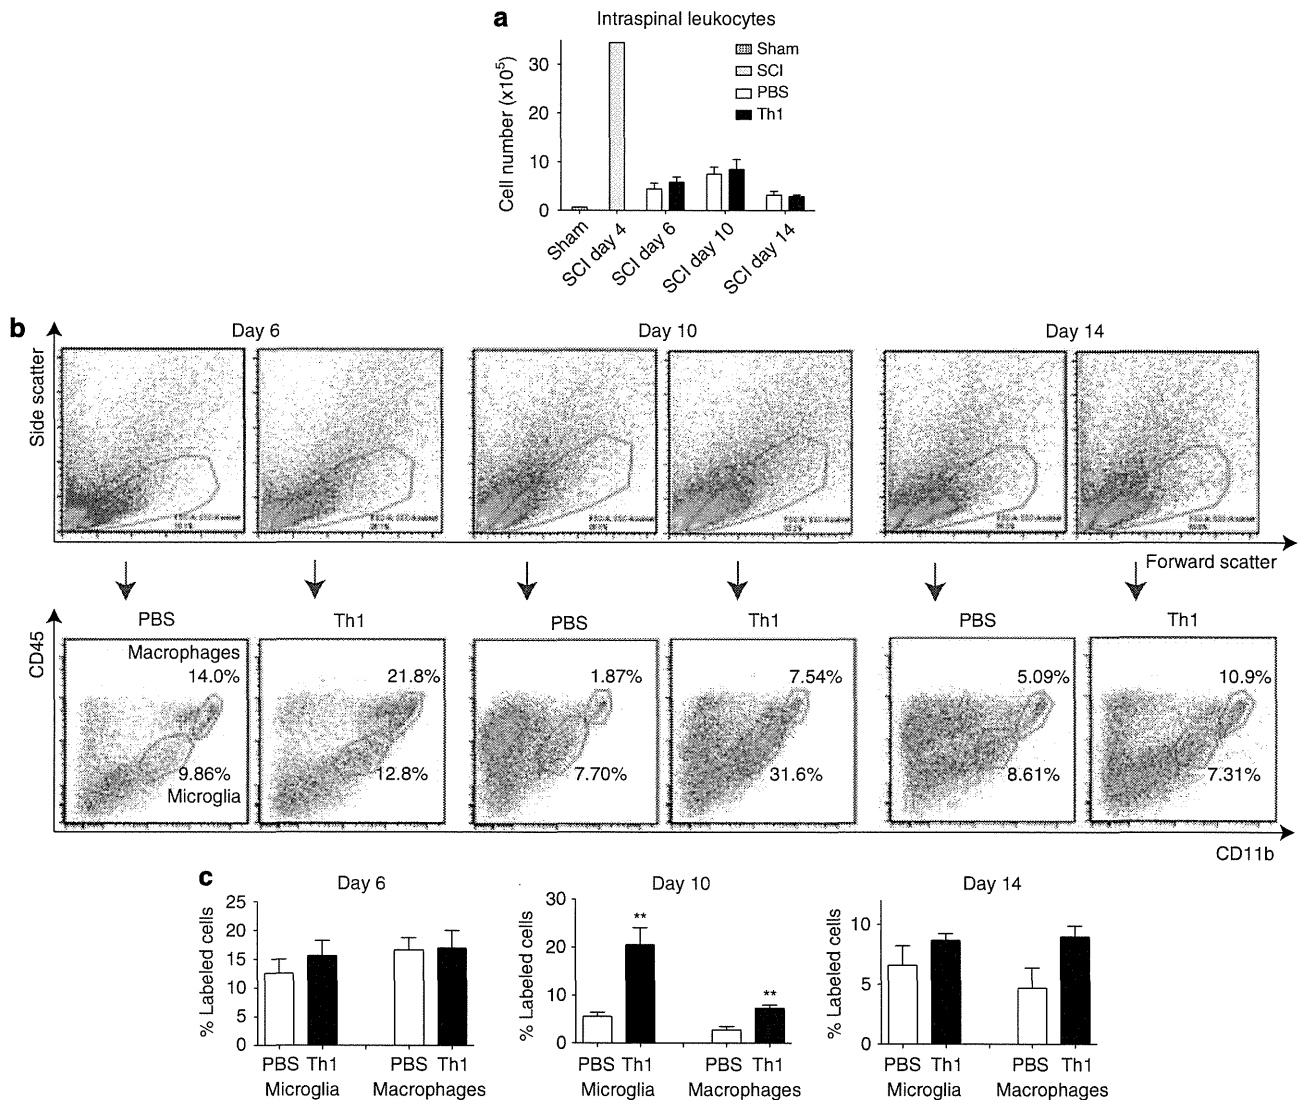 a
Intraspinal leukocytes
Cell number (x10⁵)
30
20
10
0
Sham
SCI
PBS
Th1
Sham
SCI day 4
SCI day 6
SCI day 10
SCI day 14
b
Day 6
Day 10
Day 14
Side scatter
Forward scatter
PBS
Th1
PBS
Th1
PBS
Th1
CD45
Macrophages
14.0%
21.8%
1.87%
7.54%
5.09%
10.9%
9.86%
12.8%
7.70%
31.6%
8.61%
7.31%
Microglia
CD11b
c
Day 6
% Labeled cells
25
20
15
10
5
0
PBS Th1 PBS Th1
Microglia Macrophages
Day 10
% Labeled cells
30
20
10
0
**
**
PBS Th1 PBS Th1
Microglia Macrophages
Day 14
% Labeled cells
10
5
0
PBS Th1 PBS Th1
Microglia Macrophages